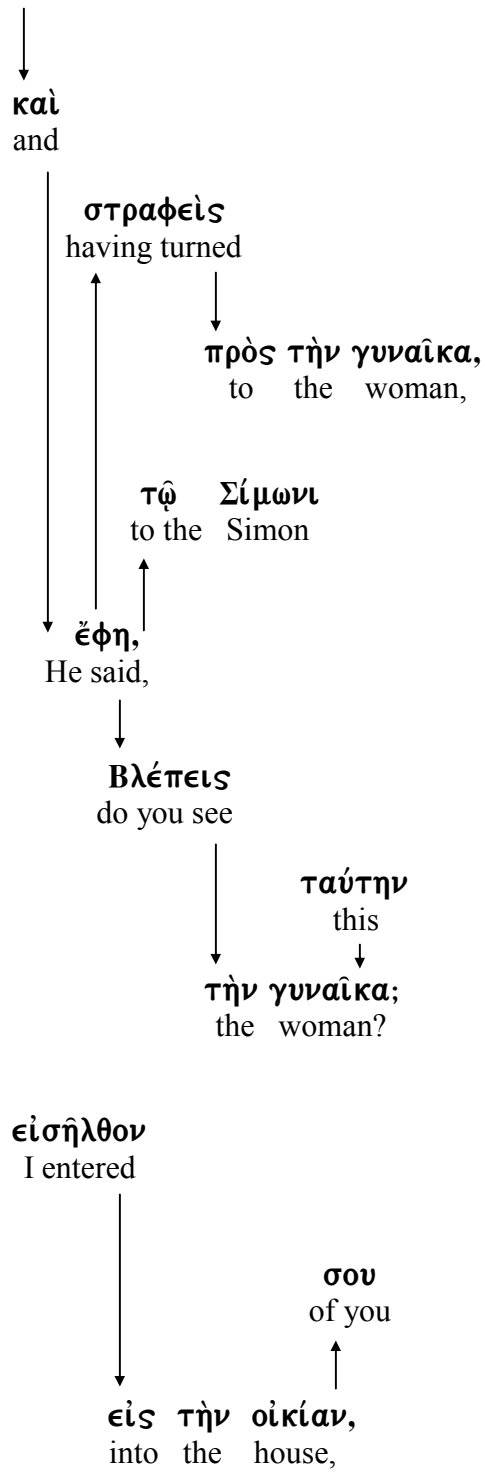 καὶ
and
στραφεὶς
having turned
πρὸς τὴν γυναῖκα,
to the woman,
τῷ Σίμωνι
to the Simon
ἔφη,
He said,
Βλέπεις
do you see
ταύτην
this
τὴν γυναῖκα;
the woman?
εἰσῆλθον
I entered
σου
of you
εἰς τὴν οἰκίαν,
into the house,